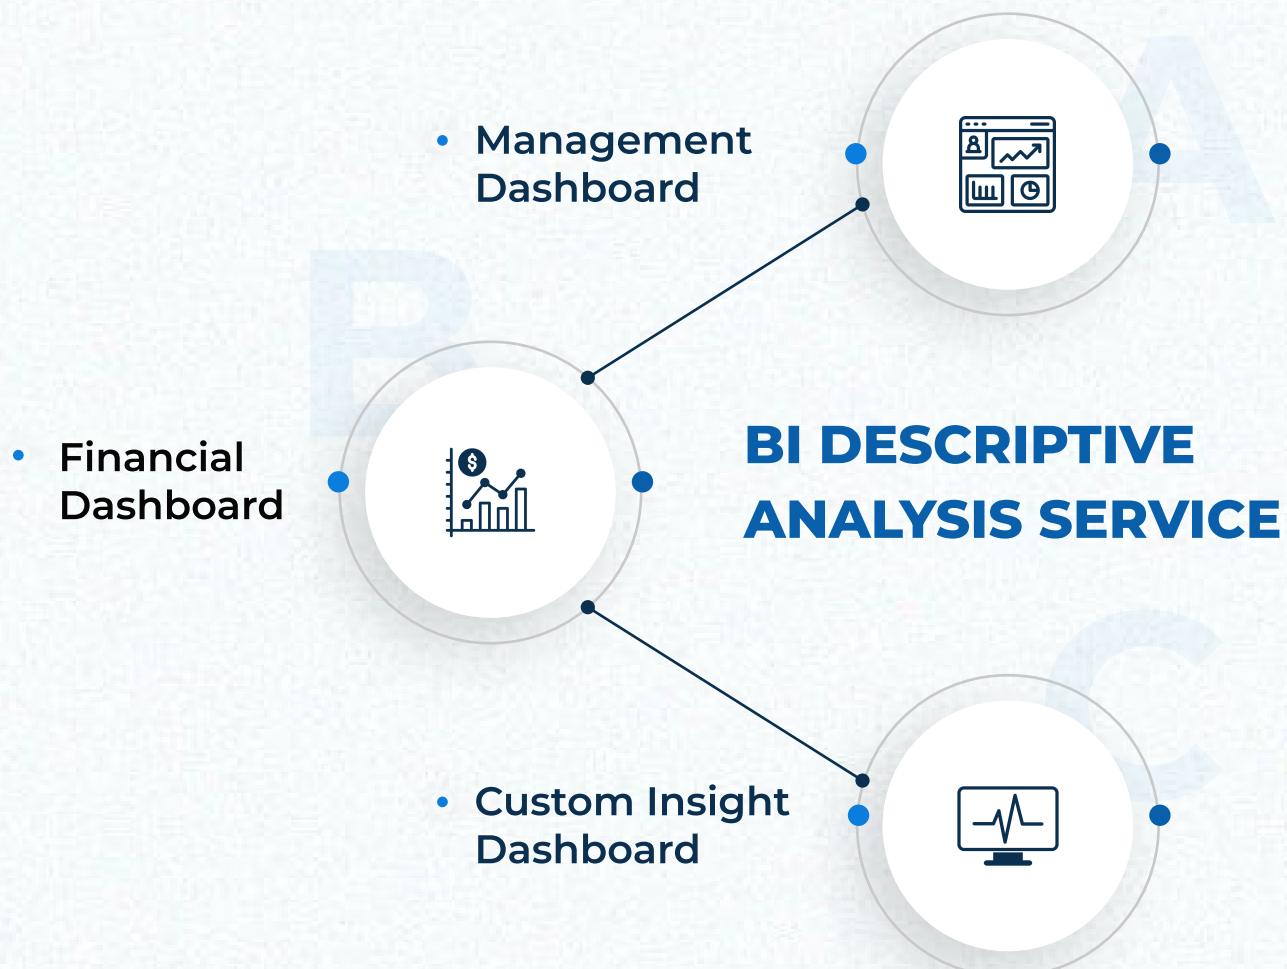 A
• Management
Dashboard
B
• Financial
Dashboard
$
BI DESCRIPTIVE
ANALYSIS SERVICE
C
• Custom Insight
Dashboard